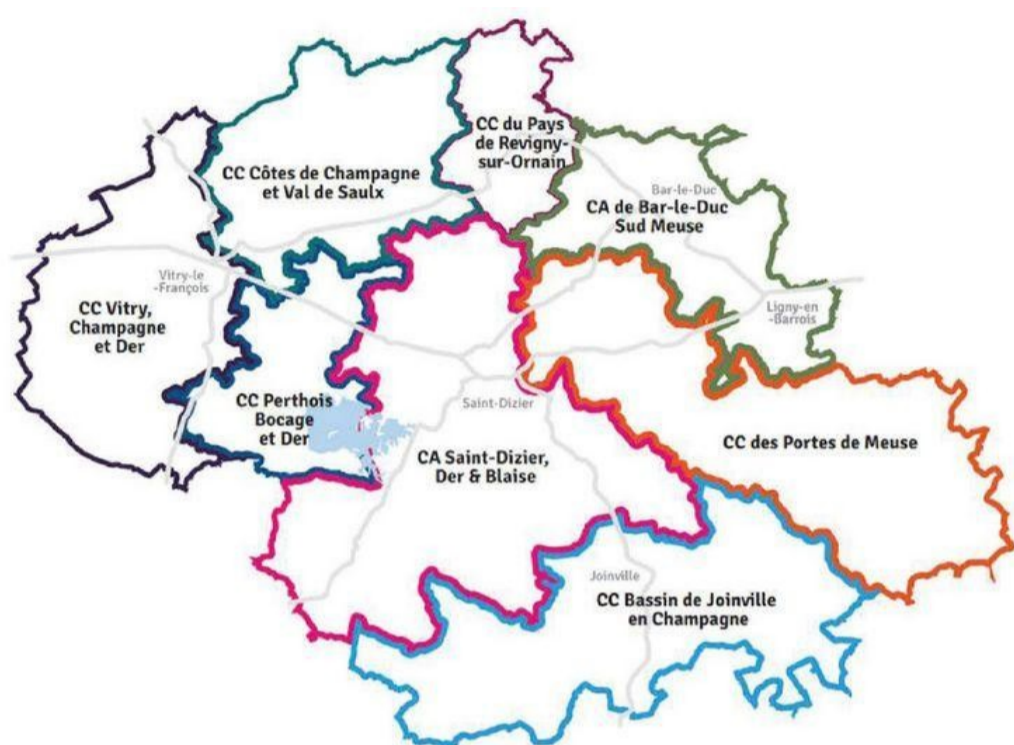 CC du Pays
de Revigny-
sur-Ornain
CC Côtes de Champagne
et Val de Saulx
Bar-le-Duc
CA de Bar-le-Duc
Sud Meuse
Vitry-le
-François
CC Vitry,
Champagne
et Der
Ligny-en
-Barrois
CC Perthois
Bocage
et Der
Saint-Dizier
CA Saint-Dizier,
Der & Blaise
CC des Portes de Meuse
Joinville
CC Bassin de Joinville
en Champagne